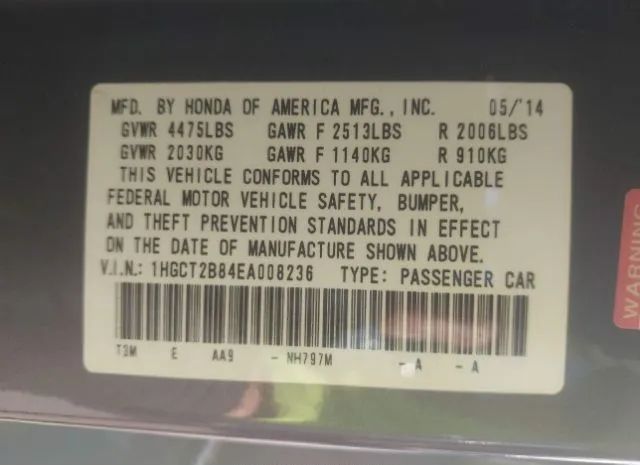 MFD. BY HONDA OF AMERICA MFG., INC. 05/'14
GVWR 4475LBS GAWR F 2513LBS R 2006LBS
GVWR 2030KG GAWR F 1140KG R 910KG
THIS VEHICLE CONFORMS TO ALL APPLICABLE
FEDERAL MOTOR VEHICLE SAFETY, BUMPER,
AND THEFT PREVENTION STANDARDS IN EFFECT
ON THE DATE OF MANUFACTURE SHOWN ABOVE.
V.I.N.: 1HGCT2B84EA008236 TYPE: PASSENGER CAR
T3M E AA9 - NH797M - A - A
WARNING